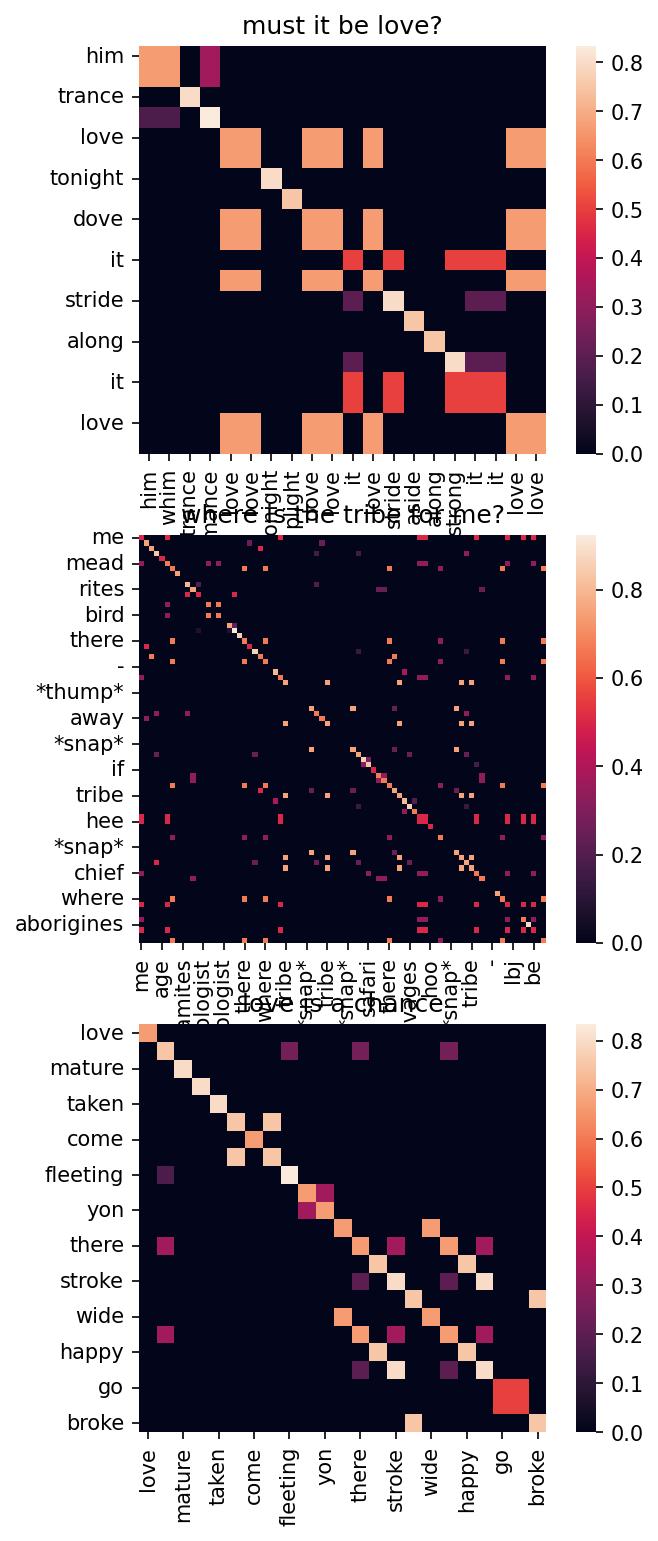 must it be love?
him
trance
love
tonight
dove
it
stride
along
it
love
0.8
0.7
0.6
0.5
0.4
0.3
0.2
0.1
0.0
him
whim
trance
love
love
plight
love
it
love
stride
aside
along
strong
it
it
love
love
where is the tribe for me?
me
mead
rites
bird
there
-
*thump*
away
*snap*
if
tribe
hee
*snap*
chief
where
aborigines
0.8
0.6
0.4
0.2
0.0
me
age
there
where
tribe
*snap*
tribe
*snap*
safari
there
hoo
*snap*
tribe
-
lbj
be
love is a chance
love
mature
taken
come
fleeting
yon
there
stroke
wide
happy
go
broke
0.8
0.7
0.6
0.5
0.4
0.3
0.2
0.1
0.0
love
mature
taken
come
fleeting
yon
there
stroke
wide
happy
go
broke